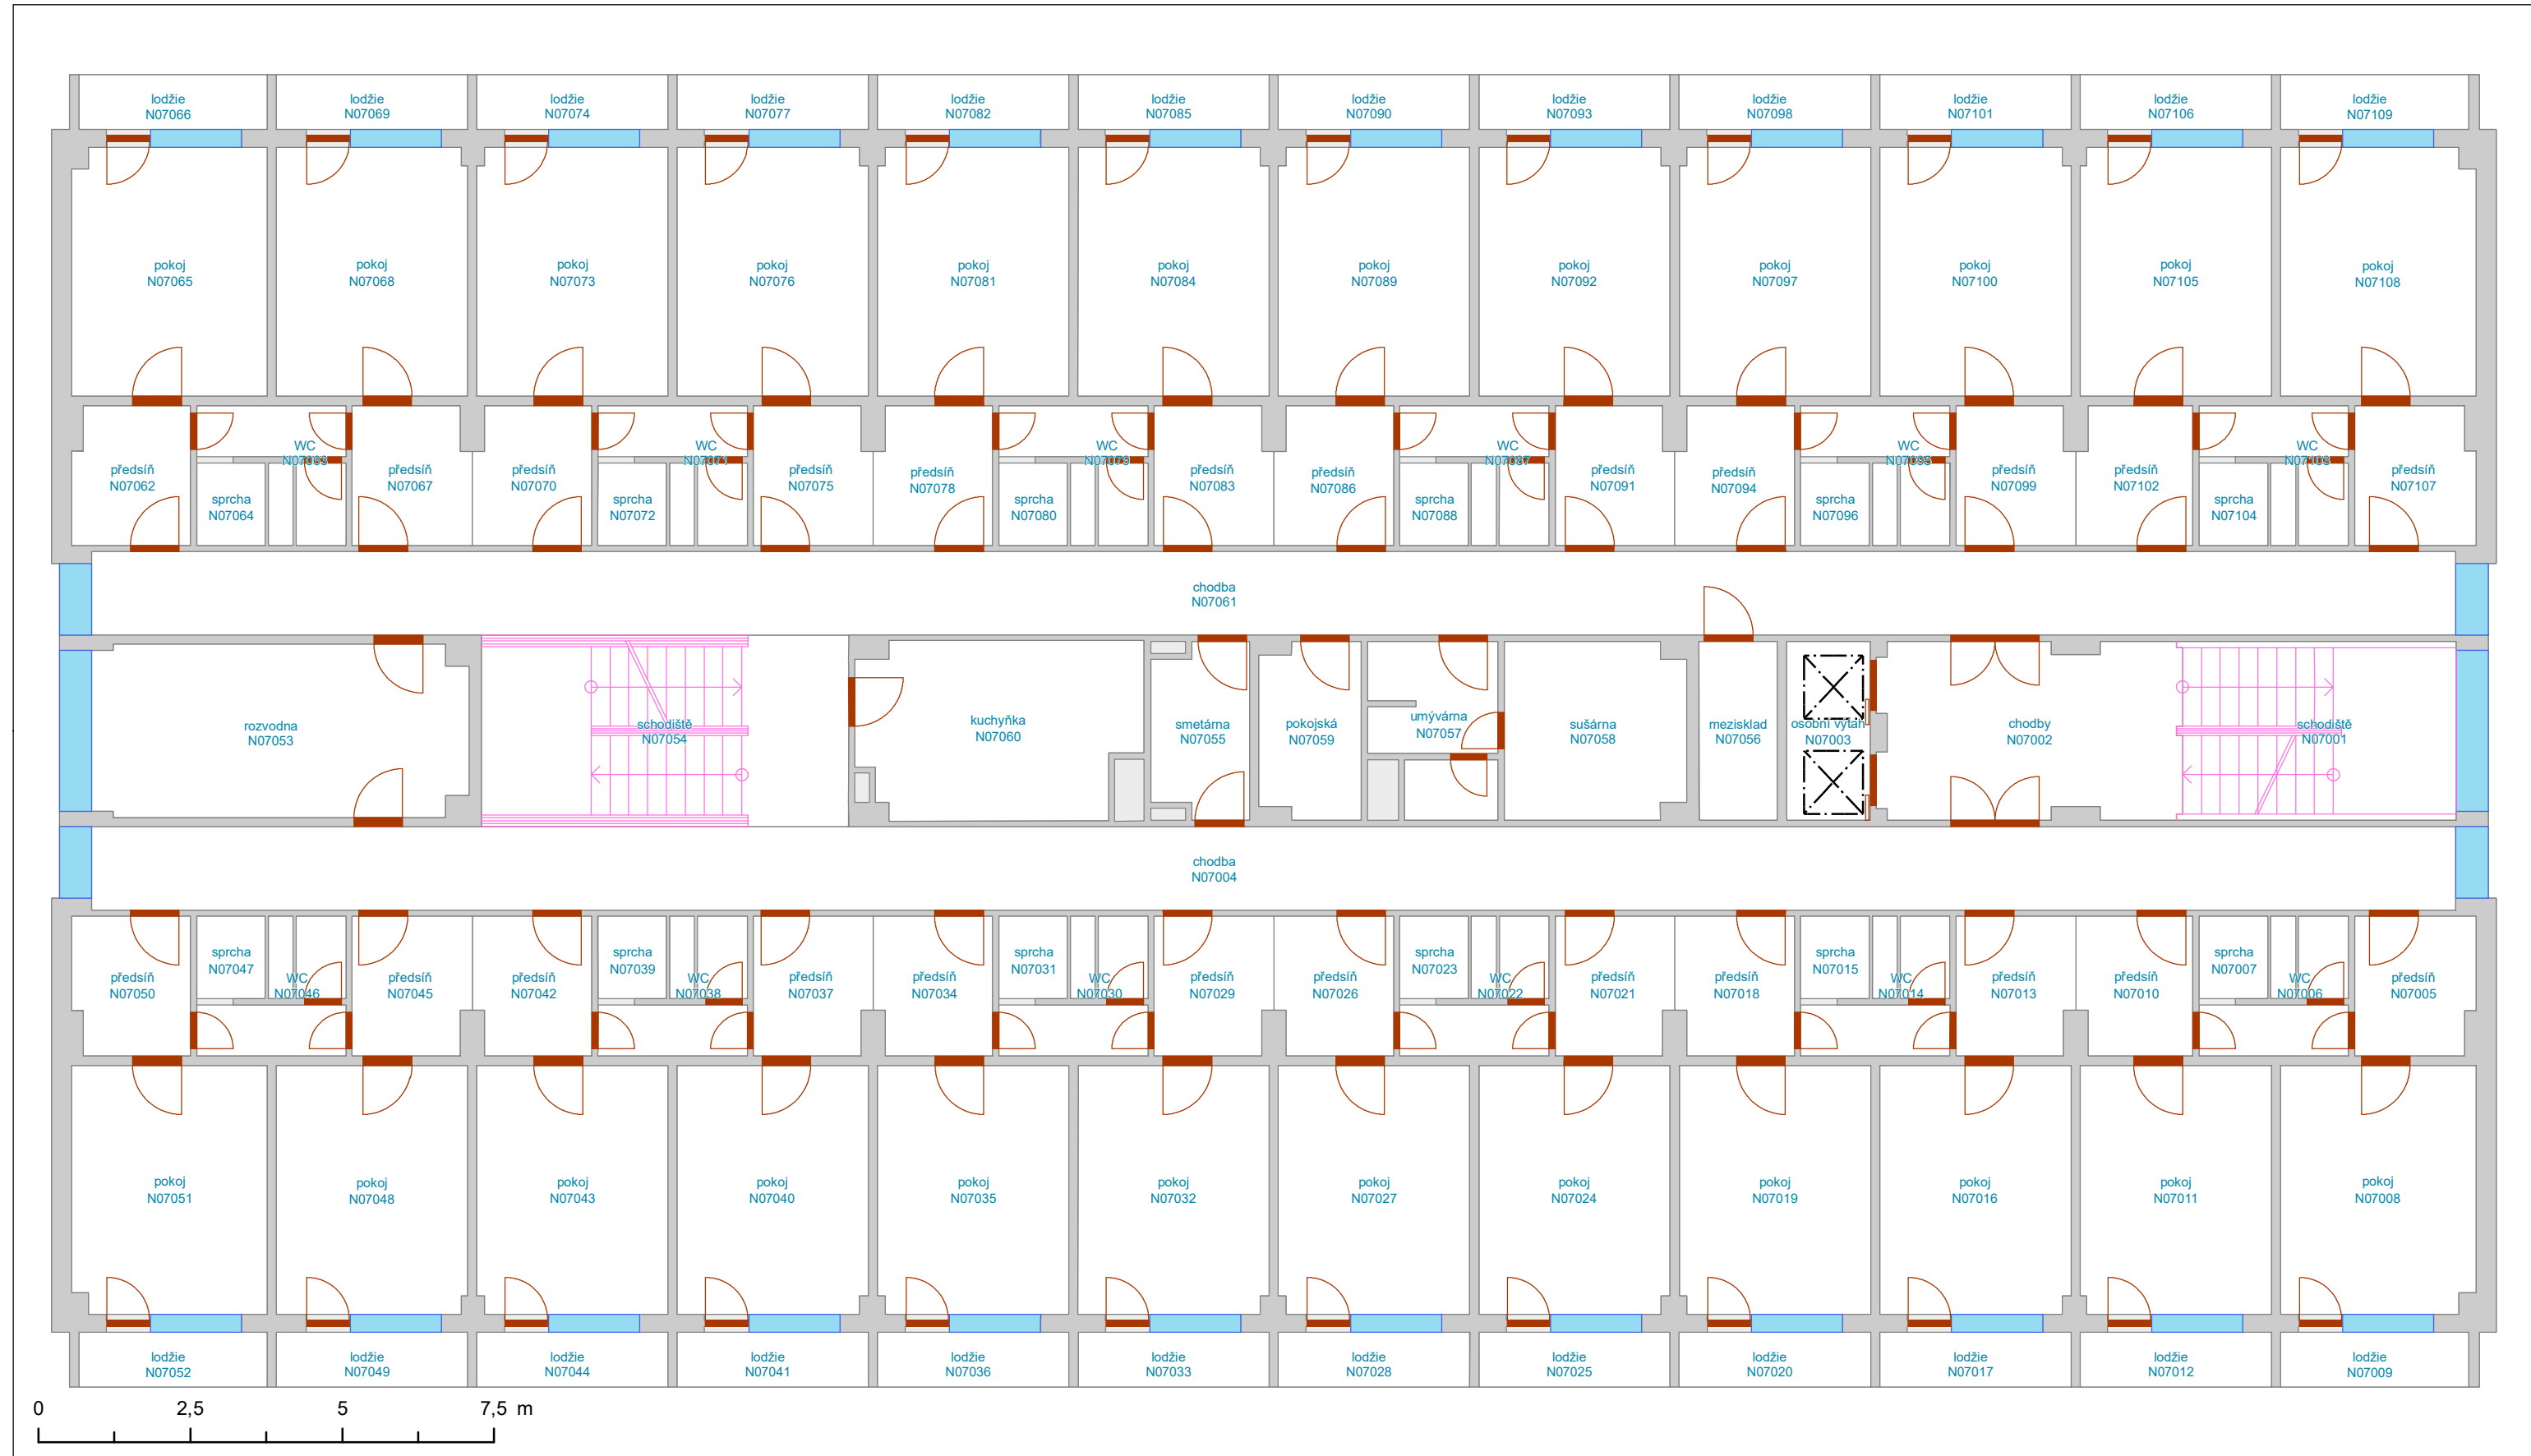 lodžie
N07066
lodžie
N07069
lodžie
N07074
lodžie
N07077
lodžie
N07082
lodžie
N07085
lodžie
N07090
lodžie
N07093
lodžie
N07098
lodžie
N07101
lodžie
N07106
lodžie
N07109
pokoj
N07065
pokoj
N07068
pokoj
N07073
pokoj
N07076
pokoj
N07081
pokoj
N07084
pokoj
N07089
pokoj
N07092
pokoj
N07097
pokoj
N07100
pokoj
N07105
pokoj
N07108
předsíň
N07062
sprcha
N07064
WC
N07063
předsíň
N07067
předsíň
N07070
sprcha
N07072
WC
N07071
předsíň
N07075
předsíň
N07078
sprcha
N07080
WC
N07079
předsíň
N07083
předsíň
N07086
sprcha
N07088
WC
N07087
předsíň
N07091
předsíň
N07094
sprcha
N07096
WC
N07095
předsíň
N07099
předsíň
N07102
sprcha
N07104
WC
N07103
předsíň
N07107
chodba
N07061
rozvodna
N07053
schodiště
N07054
kuchyňka
N07060
smetárna
N07055
pokojská
N07059
umývárna
N07057
sušárna
N07058
mezisklad
N07056
osobní výtah
N07003
chodby
N07002
schodiště
N07001
chodba
N07004
předsíň
N07050
sprcha
N07047
WC
N07046
předsíň
N07045
předsíň
N07042
sprcha
N07039
WC
N07038
předsíň
N07037
předsíň
N07034
sprcha
N07031
WC
N07030
předsíň
N07029
předsíň
N07026
sprcha
N07023
WC
N07022
předsíň
N07021
předsíň
N07018
sprcha
N07015
WC
N07014
předsíň
N07013
předsíň
N07010
sprcha
N07007
WC
N07006
předsíň
N07005
pokoj
N07051
pokoj
N07048
pokoj
N07043
pokoj
N07040
pokoj
N07035
pokoj
N07032
pokoj
N07027
pokoj
N07024
pokoj
N07019
pokoj
N07016
pokoj
N07011
pokoj
N07008
lodžie
N07052
lodžie
N07049
lodžie
N07044
lodžie
N07041
lodžie
N07036
lodžie
N07033
lodžie
N07028
lodžie
N07025
lodžie
N07020
lodžie
N07017
lodžie
N07012
lodžie
N07009
0 2,5 5 7,5 m